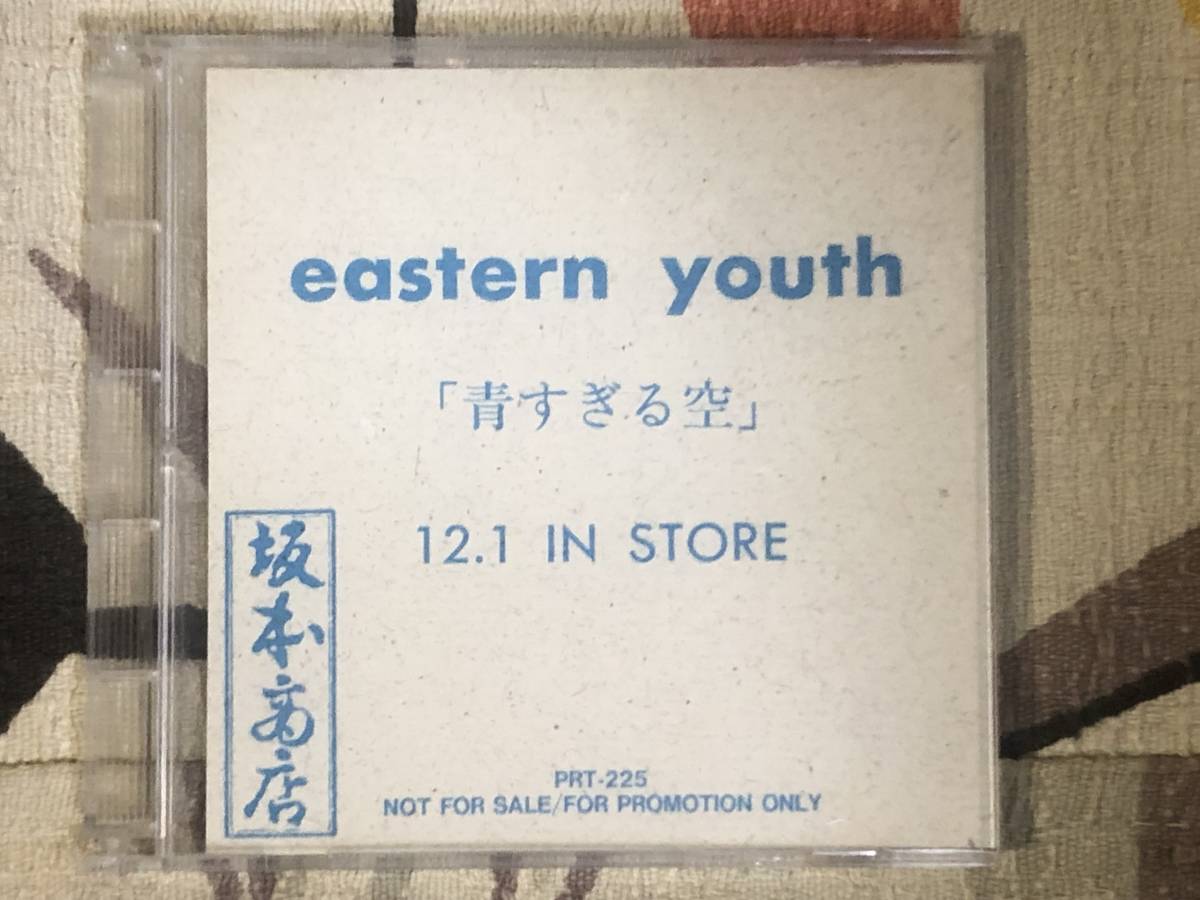 eastern youth
「青すぎる空」
12.1 IN STORE
坂本商店
PRT-225
NOT FOR SALE/FOR PROMOTION ONLY